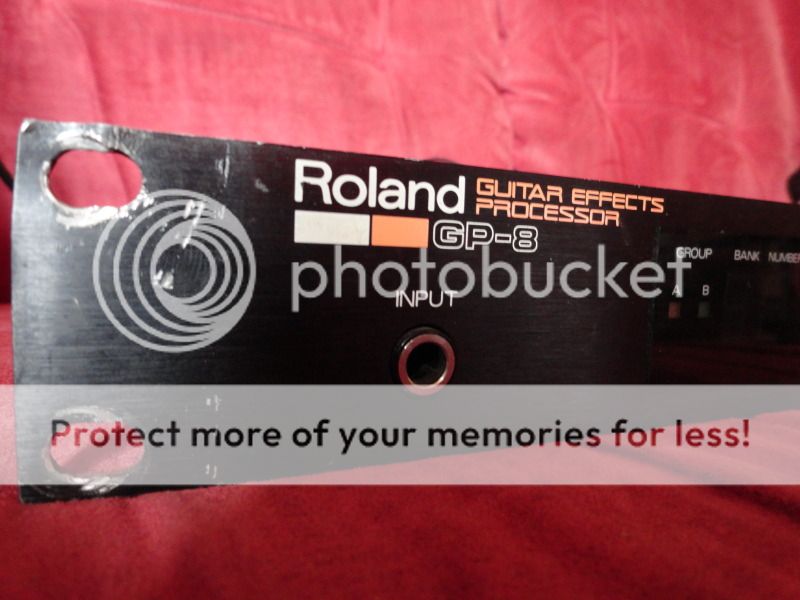 Roland GUITAR EFFECTS
PROCESSOR
GP-8
GROUP BANK NUMBER
A B
photobucket
INPUT
Protect more of your memories for less!